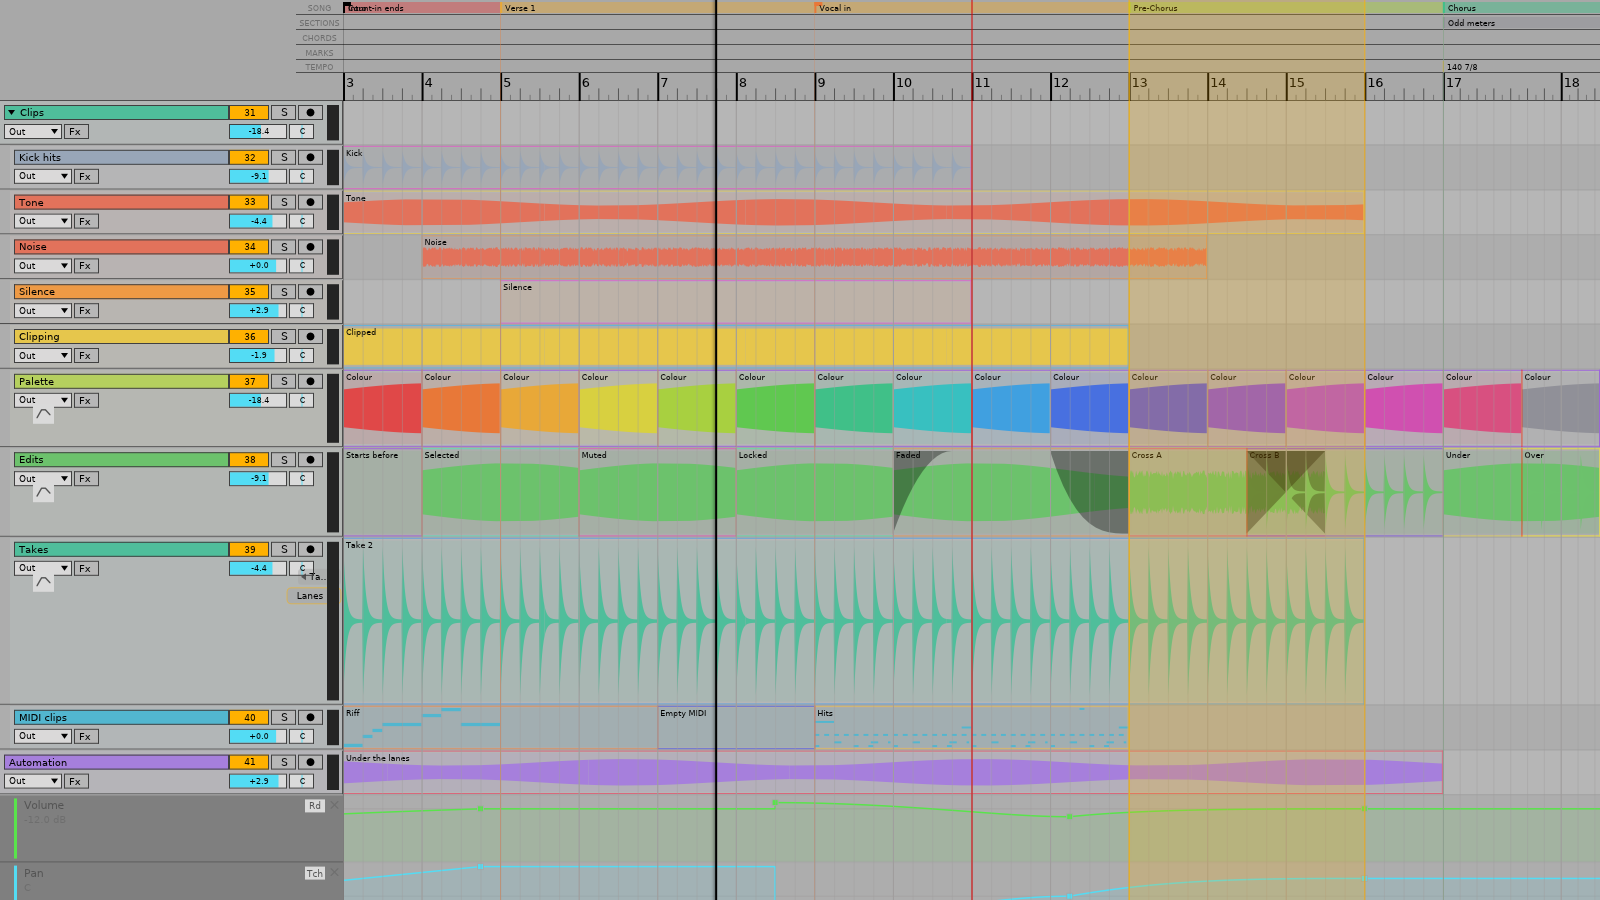 SONG Count-in ends Verse 1 Vocal in Pre-Chorus Chorus
SECTIONS Odd meters
CHORDS
MARKS
TEMPO 140 7/8
3 4 5 6 7 8 9 10 11 12 13 14 15 16 17 18
Clips 31 S
Out Fx -18.4 C
Kick hits 32 S Kick
Out Fx -9.1 C
Tone 33 S Tone
Out Fx -4.4 C
Noise 34 S Noise
Out Fx +0.0 C
Silence 35 S Silence
Out Fx +2.9 C
Clipping 36 S Clipped
Out Fx -1.9 C
Palette 37 S Colour Colour Colour Colour Colour Colour Colour Colour Colour Colour Colour Colour Colour Colour Colour Colour
Out Fx -18.4 C
Edits 38 S Starts before Selected Muted Locked Faded Cross A Cross B Under Over
Out Fx -9.1 C
Takes 39 S Take 2
Out Fx -4.4 C
Ta..
Lanes
MIDI clips 40 S Riff Empty MIDI Hits
Out Fx +0.0 C
Automation 41 S Under the lanes
Out Fx +2.9 C
Volume Rd
-12.0 dB
Pan Tch
C